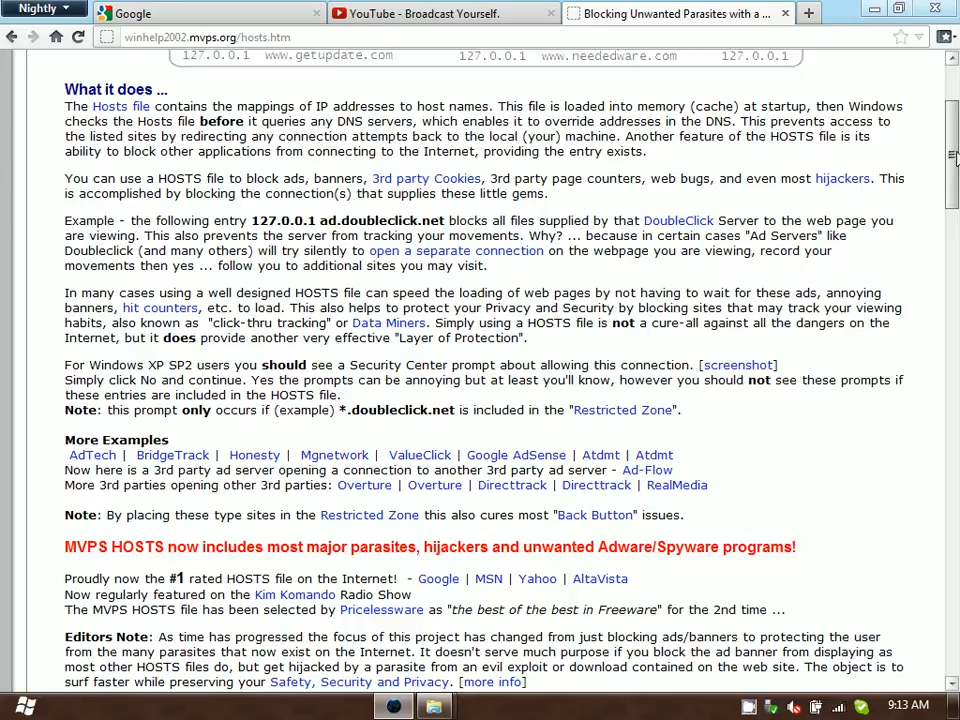 Nightly
Google
YouTube - Broadcast Yourself.
Blocking Unwanted Parasites with a ...
winhelp2002.mvps.org/hosts.htm
127.0.0.1 www.getupdate.com 127.0.0.1 www.neededware.com 127.0.0.1
What it does ...
The Hosts file contains the mappings of IP addresses to host names. This file is loaded into memory (cache) at startup, then Windows
checks the Hosts file before it queries any DNS servers, which enables it to override addresses in the DNS. This prevents access to
the listed sites by redirecting any connection attempts back to the local (your) machine. Another feature of the HOSTS file is its
ability to block other applications from connecting to the Internet, providing the entry exists.
You can use a HOSTS file to block ads, banners, 3rd party Cookies, 3rd party page counters, web bugs, and even most hijackers. This
is accomplished by blocking the connection(s) that supplies these little gems.
Example - the following entry 127.0.0.1 ad.doubleclick.net blocks all files supplied by that DoubleClick Server to the web page you
are viewing. This also prevents the server from tracking your movements. Why? ... because in certain cases "Ad Servers" like
Doubleclick (and many others) will try silently to open a separate connection on the webpage you are viewing, record your
movements then yes ... follow you to additional sites you may visit.
In many cases using a well designed HOSTS file can speed the loading of web pages by not having to wait for these ads, annoying
banners, hit counters, etc. to load. This also helps to protect your Privacy and Security by blocking sites that may track your viewing
habits, also known as "click-thru tracking" or Data Miners. Simply using a HOSTS file is not a cure-all against all the dangers on the
Internet, but it does provide another very effective "Layer of Protection".
For Windows XP SP2 users you should see a Security Center prompt about allowing this connection. [screenshot]
Simply click No and continue. Yes the prompts can be annoying but at least you'll know, however you should not see these prompts if
these entries are included in the HOSTS file.
Note: this prompt only occurs if (example) *.doubleclick.net is included in the "Restricted Zone".
More Examples
AdTech | BridgeTrack | Honesty | Mgnetwork | ValueClick | Google AdSense | Atdmt | Atdmt
Now here is a 3rd party ad server opening a connection to another 3rd party ad server - Ad-Flow
More 3rd parties opening other 3rd parties: Overture | Overture | Directtrack | Directtrack | RealMedia
Note: By placing these type sites in the Restricted Zone this also cures most "Back Button" issues.
MVPS HOSTS now includes most major parasites, hijackers and unwanted Adware/Spyware programs!
Proudly now the #1 rated HOSTS file on the Internet! - Google | MSN | Yahoo | AltaVista
Now regularly featured on the Kim Komando Radio Show
The MVPS HOSTS file has been selected by Pricelessware as "the best of the best in Freeware" for the 2nd time ...
Editors Note: As time has progressed the focus of this project has changed from just blocking ads/banners to protecting the user
from the many parasites that now exist on the Internet. It doesn't serve much purpose if you block the ad banner from displaying as
most other HOSTS files do, but get hijacked by a parasite from an evil exploit or download contained on the web site. The object is to
surf faster while preserving your Safety, Security and Privacy. [more info]
9:13 AM